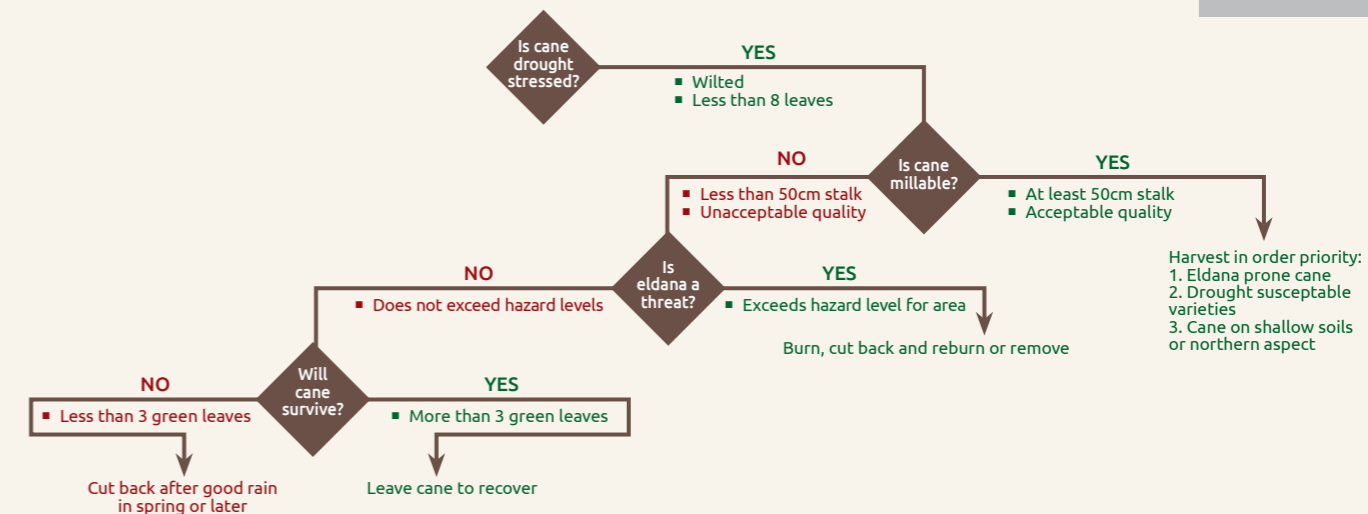 Is cane
drought
stressed?
YES
■ Wilted
■ Less than 8 leaves
Is cane
millable?
NO
■ Less than 50cm stalk
■ Unacceptable quality
YES
■ At least 50cm stalk
■ Acceptable quality
Harvest in order priority:
1. Eldana prone cane
2. Drought susceptable
varieties
3. Cane on shallow soils
or northern aspect
Is
eldana a
threat?
NO
■ Does not exceed hazard levels
YES
■ Exceeds hazard level for area
Burn, cut back and reburn or remove
Will
cane
survive?
NO
■ Less than 3 green leaves
YES
■ More than 3 green leaves
Cut back after good rain
in spring or later
Leave cane to recover